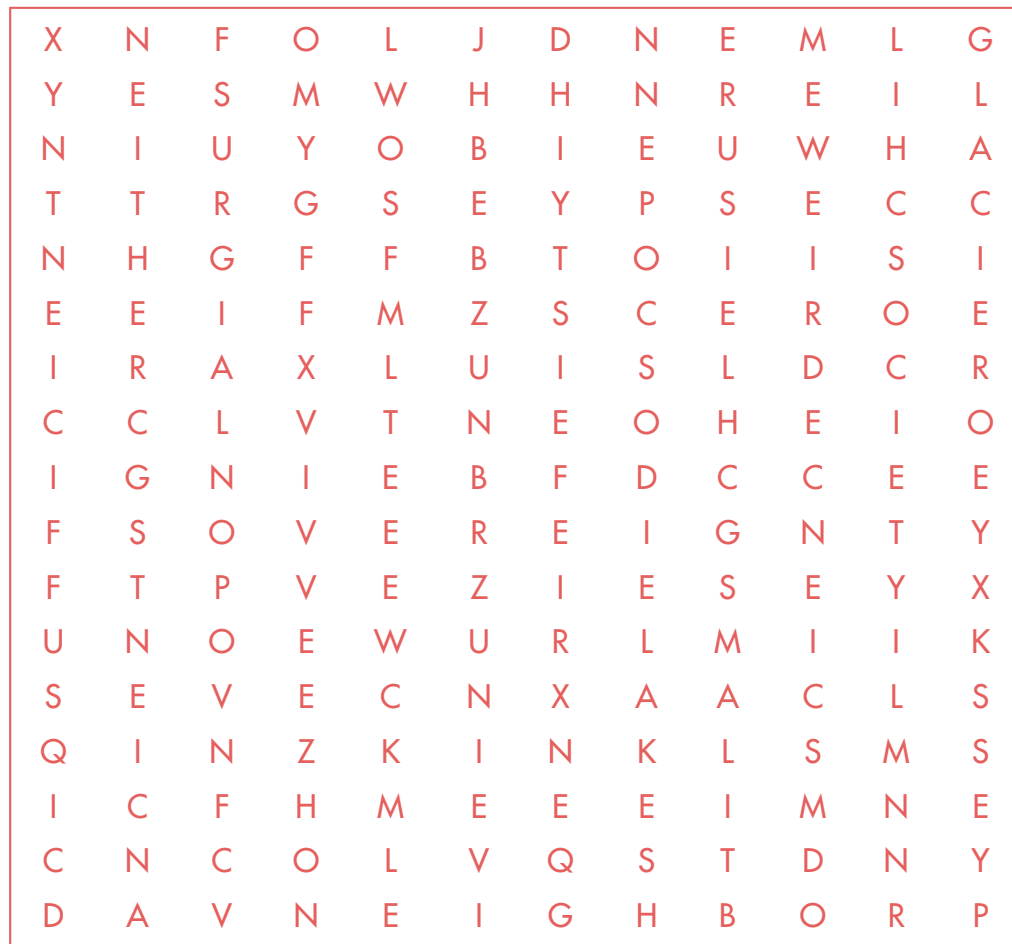 X N F O L J D N E M L G
Y E S M W H H N R E I L
N I U Y O B I E U W H A
T T R G S E Y P S E C C
N H G F F B T O I I S I
E E I F M Z S C E R O E
I R A X L U I S L D C R
C C L V T N E O H E I O
I G N I E B F D C C E E
F S O V E R E I G N T Y
F T P V E Z I E S E Y X
U N O E W U R L M I I K
S E V E C N X A A C L S
Q I N Z K I N K L S M S
I C F H M E E E I M N E
C N C O L V Q S T D N Y
D A V N E I G H B O R P